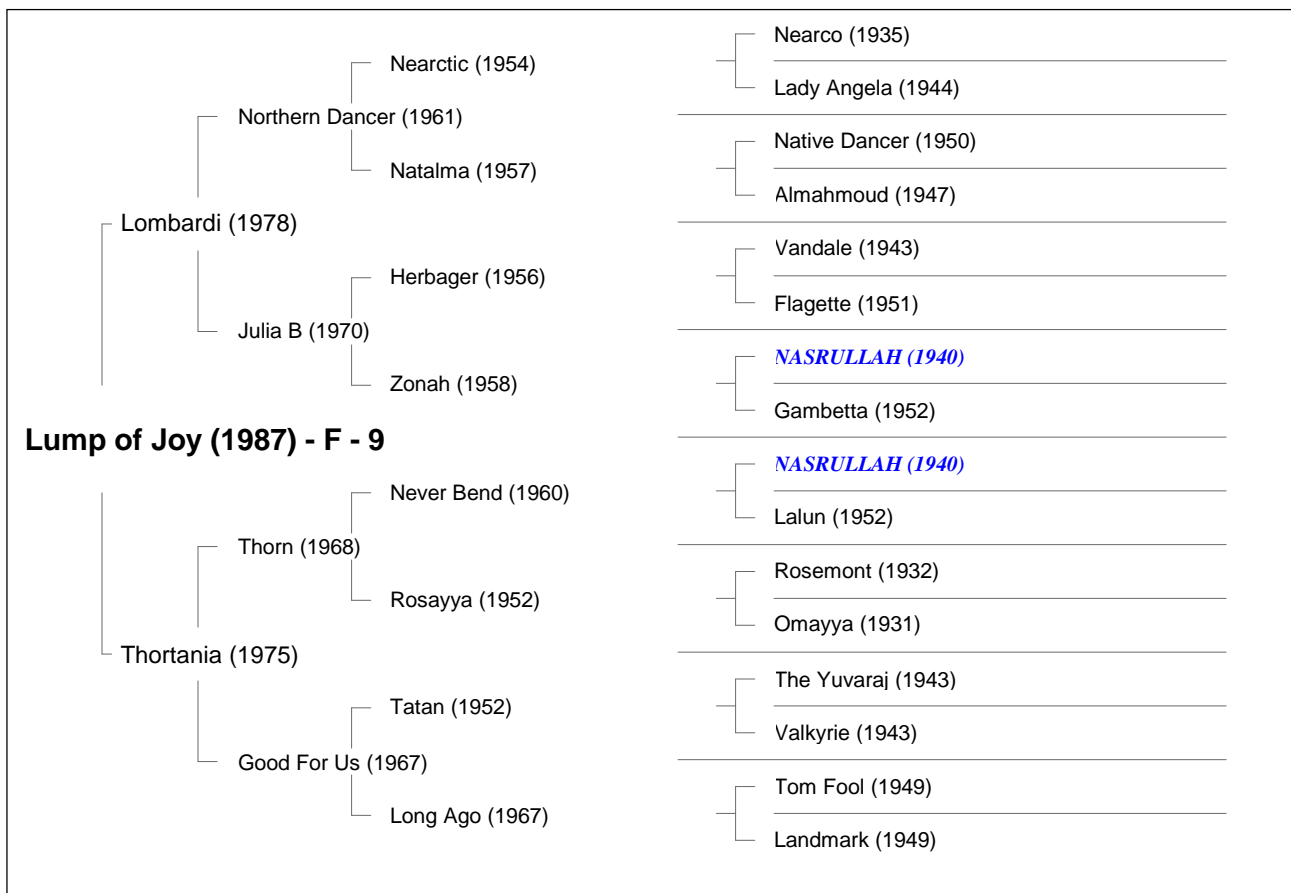 Nearco (1935)
Nearctic (1954)
Lady Angela (1944)
Northern Dancer (1961)
Native Dancer (1950)
Natalma (1957)
Almahmoud (1947)
Lombardi (1978)
Vandale (1943)
Herbager (1956)
Flagette (1951)
Julia B (1970)
NASRULLAH (1940)
Zonah (1958)
Gambetta (1952)
Lump of Joy (1987) - F - 9
NASRULLAH (1940)
Never Bend (1960)
Lalun (1952)
Thorn (1968)
Rosemont (1932)
Rosayya (1952)
Omayya (1931)
Thortania (1975)
The Yuvaraj (1943)
Tatan (1952)
Valkyrie (1943)
Good For Us (1967)
Tom Fool (1949)
Long Ago (1967)
Landmark (1949)